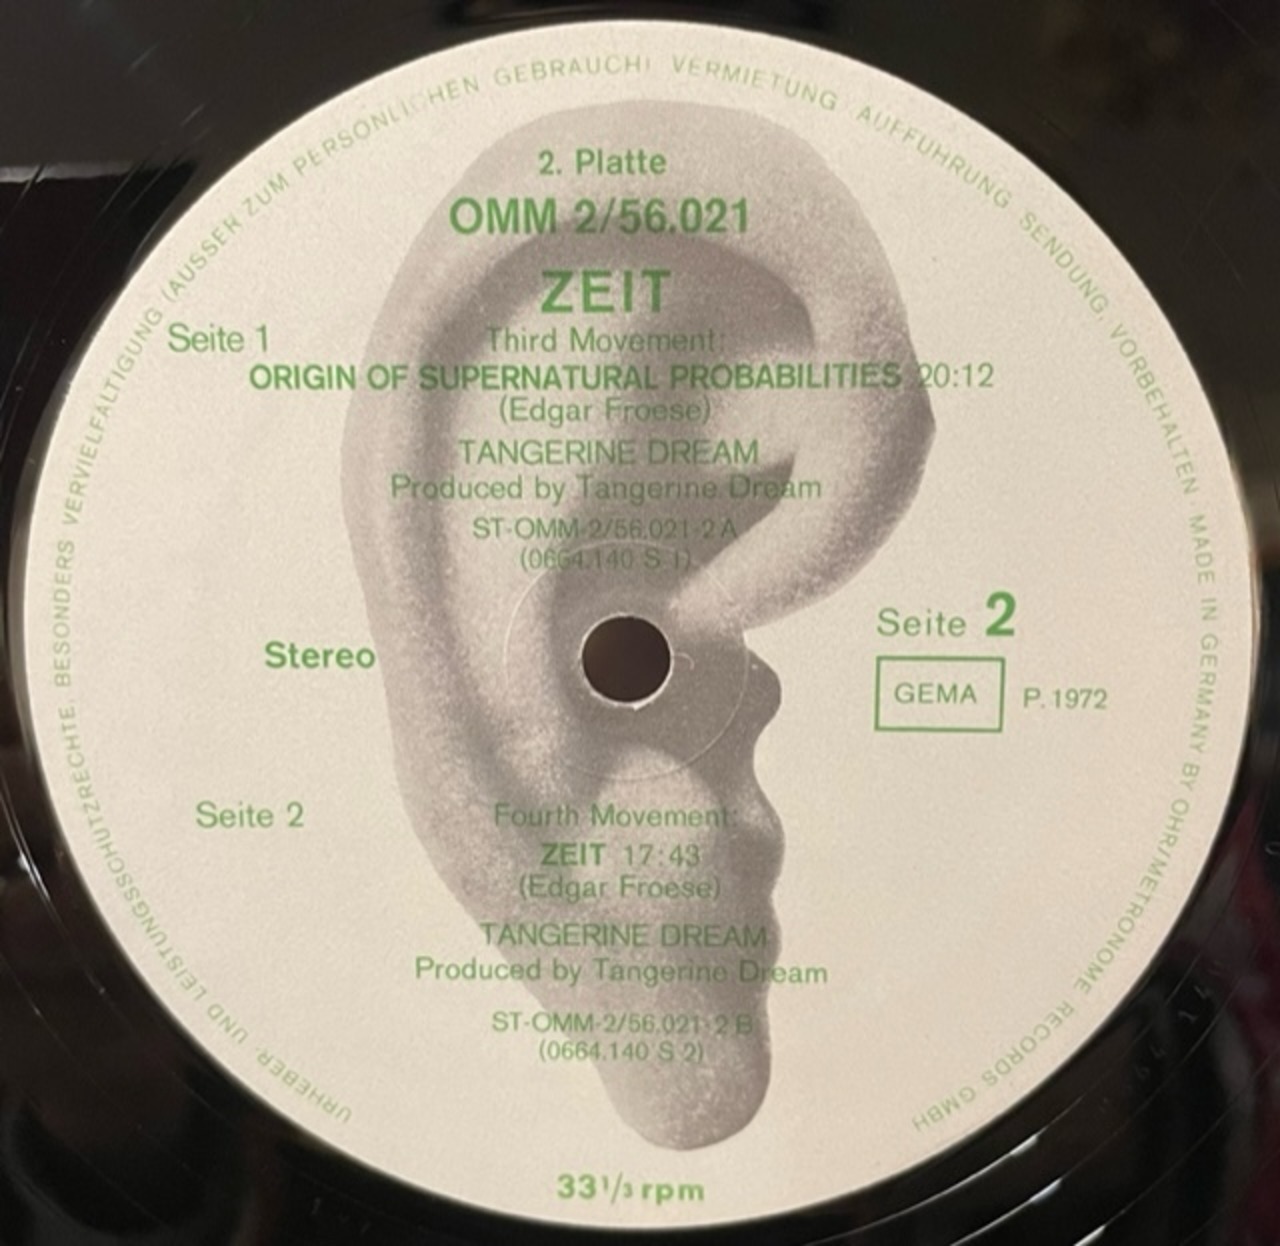 2. Platte
OMM 2/56.021
ZEIT
Seite 1
Third Movement:
ORIGIN OF SUPERNATURAL PROBABILITIES 20:12
(Edgar Froese)
TANGERINE DREAM
Produced by Tangerine Dream
ST-OMM-2/56.021-2 A
(0664.140 S 1)
Stereo
Seite 2
GEMA
P. 1972
Seite 2
Fourth Movement:
ZEIT 17:43
(Edgar Froese)
TANGERINE DREAM
Produced by Tangerine Dream
ST-OMM-2/56.021-2 B
(0664.140 S 2)
33 1/3 rpm
URHEBER. UND LEISTUNGSSCHUTZRECHTE, BESONDERS VERVIELFÄLTIGUNG (AUSSER ZUM PERSÖNLICHEN GEBRAUCH) VERMIETUNG AUFFÜHRUNG SENDUNG, VORBEHALTEN MADE IN GERMANY BY OHR/METRONOME RECORDS GMBH